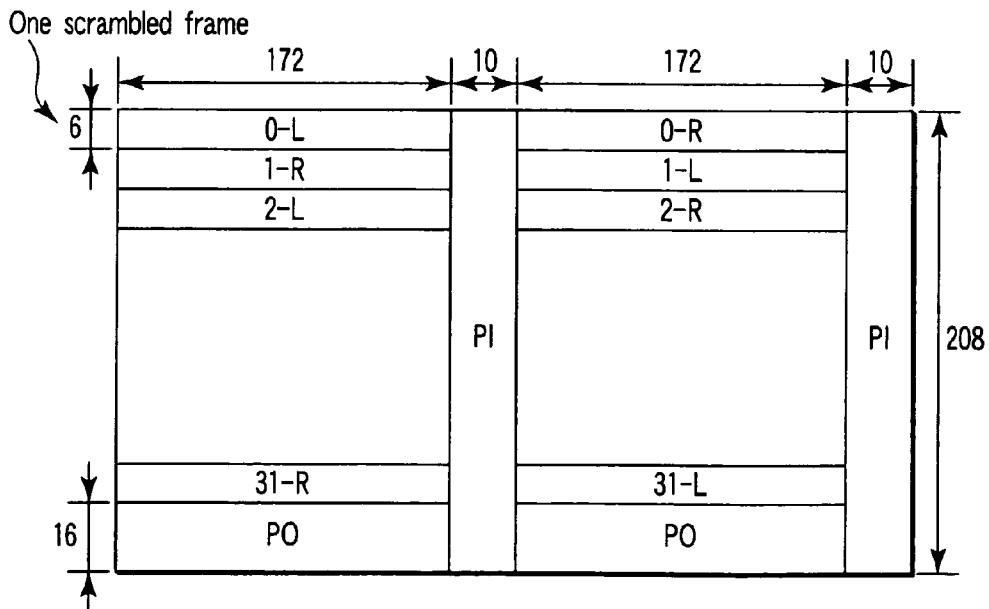 One scrambled frame
172 10 172 10
6 0-L 0-R
1-R 1-L
2-L 2-R
PI PI 208
31-R 31-L
16 PO PO